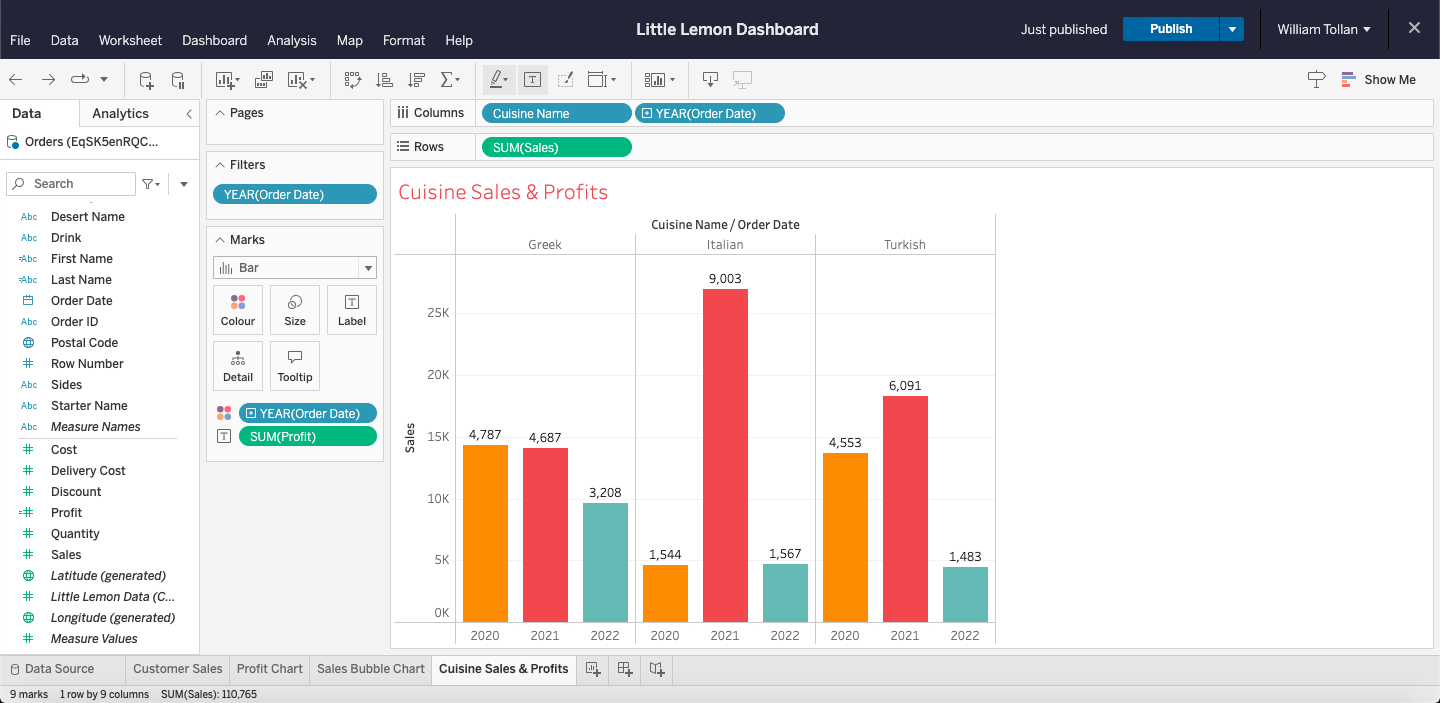 Little Lemon Dashboard
Just published
Publish
William Tollan
File Data Worksheet Dashboard Analysis Map Format Help
Show Me
Data Analytics
Orders (EqSK5enRQC...
Search
Abc Desert Name
Abc Drink
=Abc First Name
=Abc Last Name
Order Date
Abc Order ID
Postal Code
# Row Number
Abc Sides
Abc Starter Name
Abc Measure Names
# Cost
# Delivery Cost
# Discount
=# Profit
# Quantity
# Sales
Latitude (generated)
# Little Lemon Data (C...
Longitude (generated)
# Measure Values
Pages
Filters
YEAR(Order Date)
Marks
Bar
Colour Size Label
Detail Tooltip
YEAR(Order Date)
SUM(Profit)
Columns Cuisine Name YEAR(Order Date)
Rows SUM(Sales)
Cuisine Sales & Profits
Cuisine Name / Order Date
Greek Italian Turkish
Sales
25K
20K
15K
10K
5K
0K
4,787 4,687 3,208
1,544 9,003 1,567
4,553 6,091 1,483
2020 2021 2022 2020 2021 2022 2020 2021 2022
Data Source Customer Sales Profit Chart Sales Bubble Chart Cuisine Sales & Profits
9 marks 1 row by 9 columns SUM(Sales): 110,765